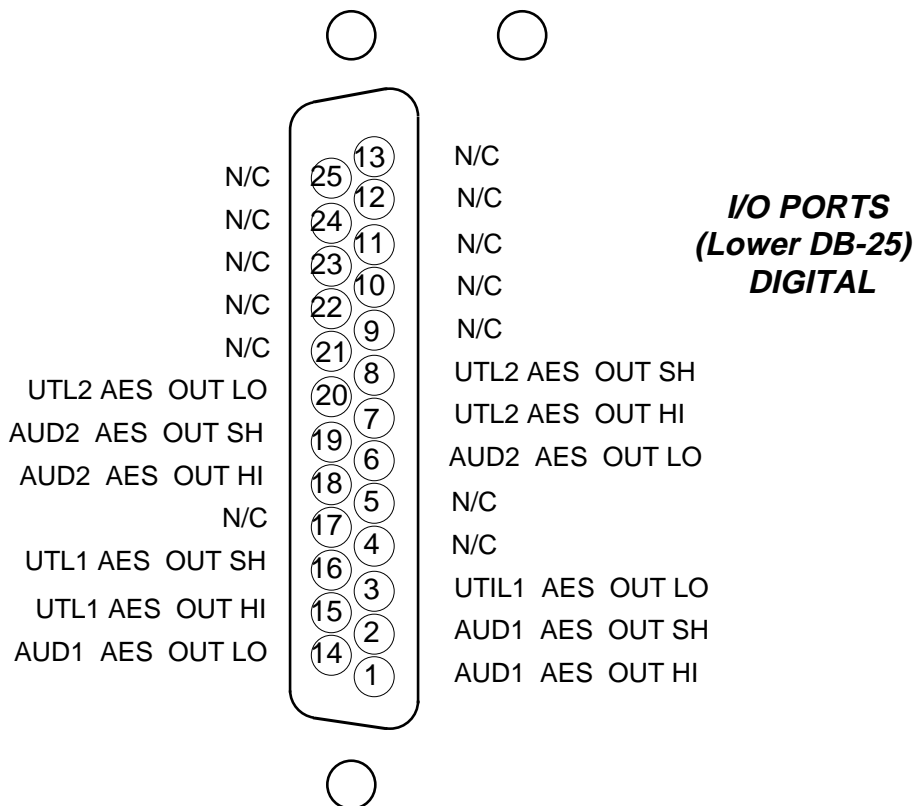 N/C
N/C
N/C
N/C
N/C
UTL2 AES OUT LO
AUD2 AES OUT SH
AUD2 AES OUT HI
N/C
UTL1 AES OUT SH
UTL1 AES OUT HI
AUD1 AES OUT LO
25
24
23
22
21
20
19
18
17
16
15
14
13
12
11
10
9
8
7
6
5
4
3
2
1
N/C
N/C
N/C
N/C
N/C
UTL2 AES OUT SH
UTL2 AES OUT HI
AUD2 AES OUT LO
N/C
N/C
UTIL1 AES OUT LO
AUD1 AES OUT SH
AUD1 AES OUT HI
I/O PORTS
(Lower DB-25)
DIGITAL